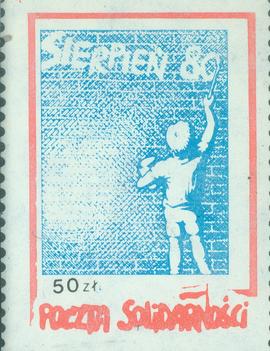 SIERPIEŃ 80
50 zł.
POCZTA SOLIDARNOŚCI